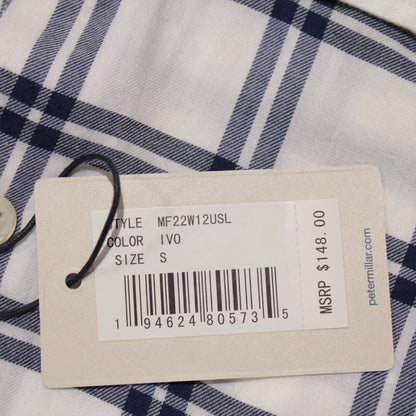 STYLE MF22W12USL
COLOR IVO
SIZE S
1 94624 80573 5
MSRP $148.00
petermillar.com